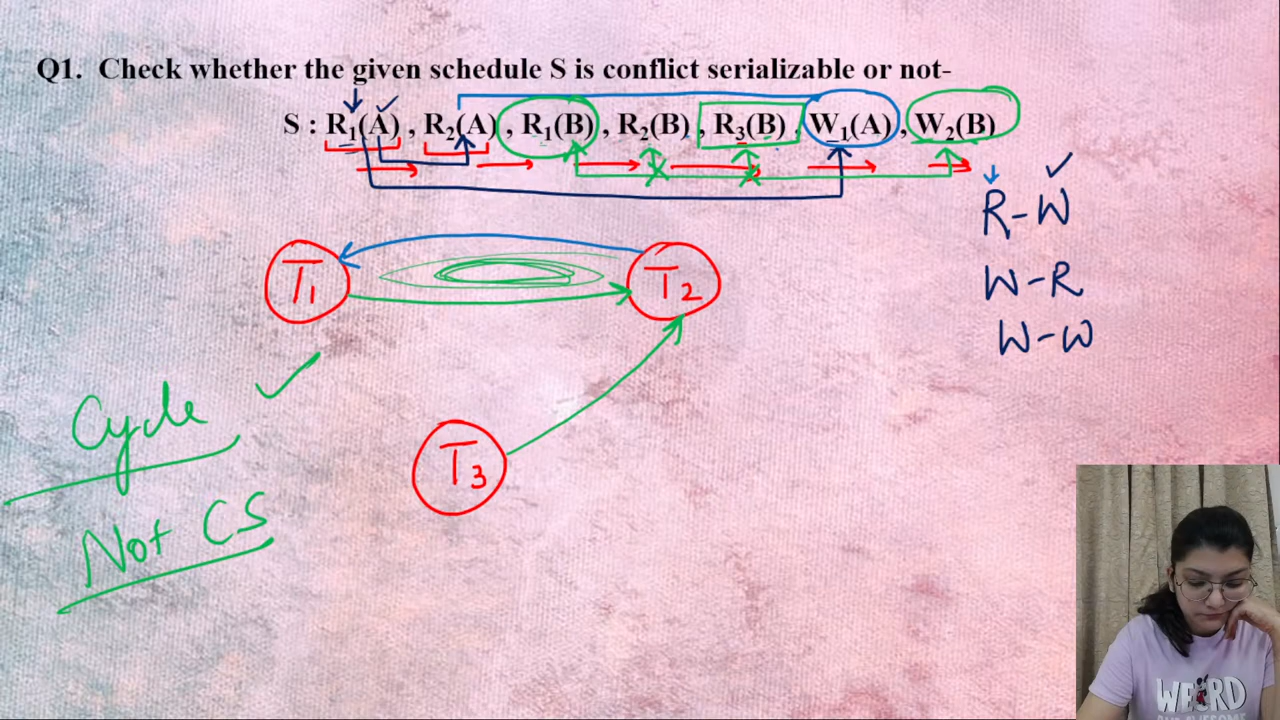 Q1. Check whether the given schedule S is conflict serializable or not-
S : R₁(A) , R₂(A) , R₁(B) , R₂(B) , R₃(B) , W₁(A) , W₂(B)
R-W
W-R
W-W
T₁
T₂
T₃
Cycle
Not CS
WEIRD